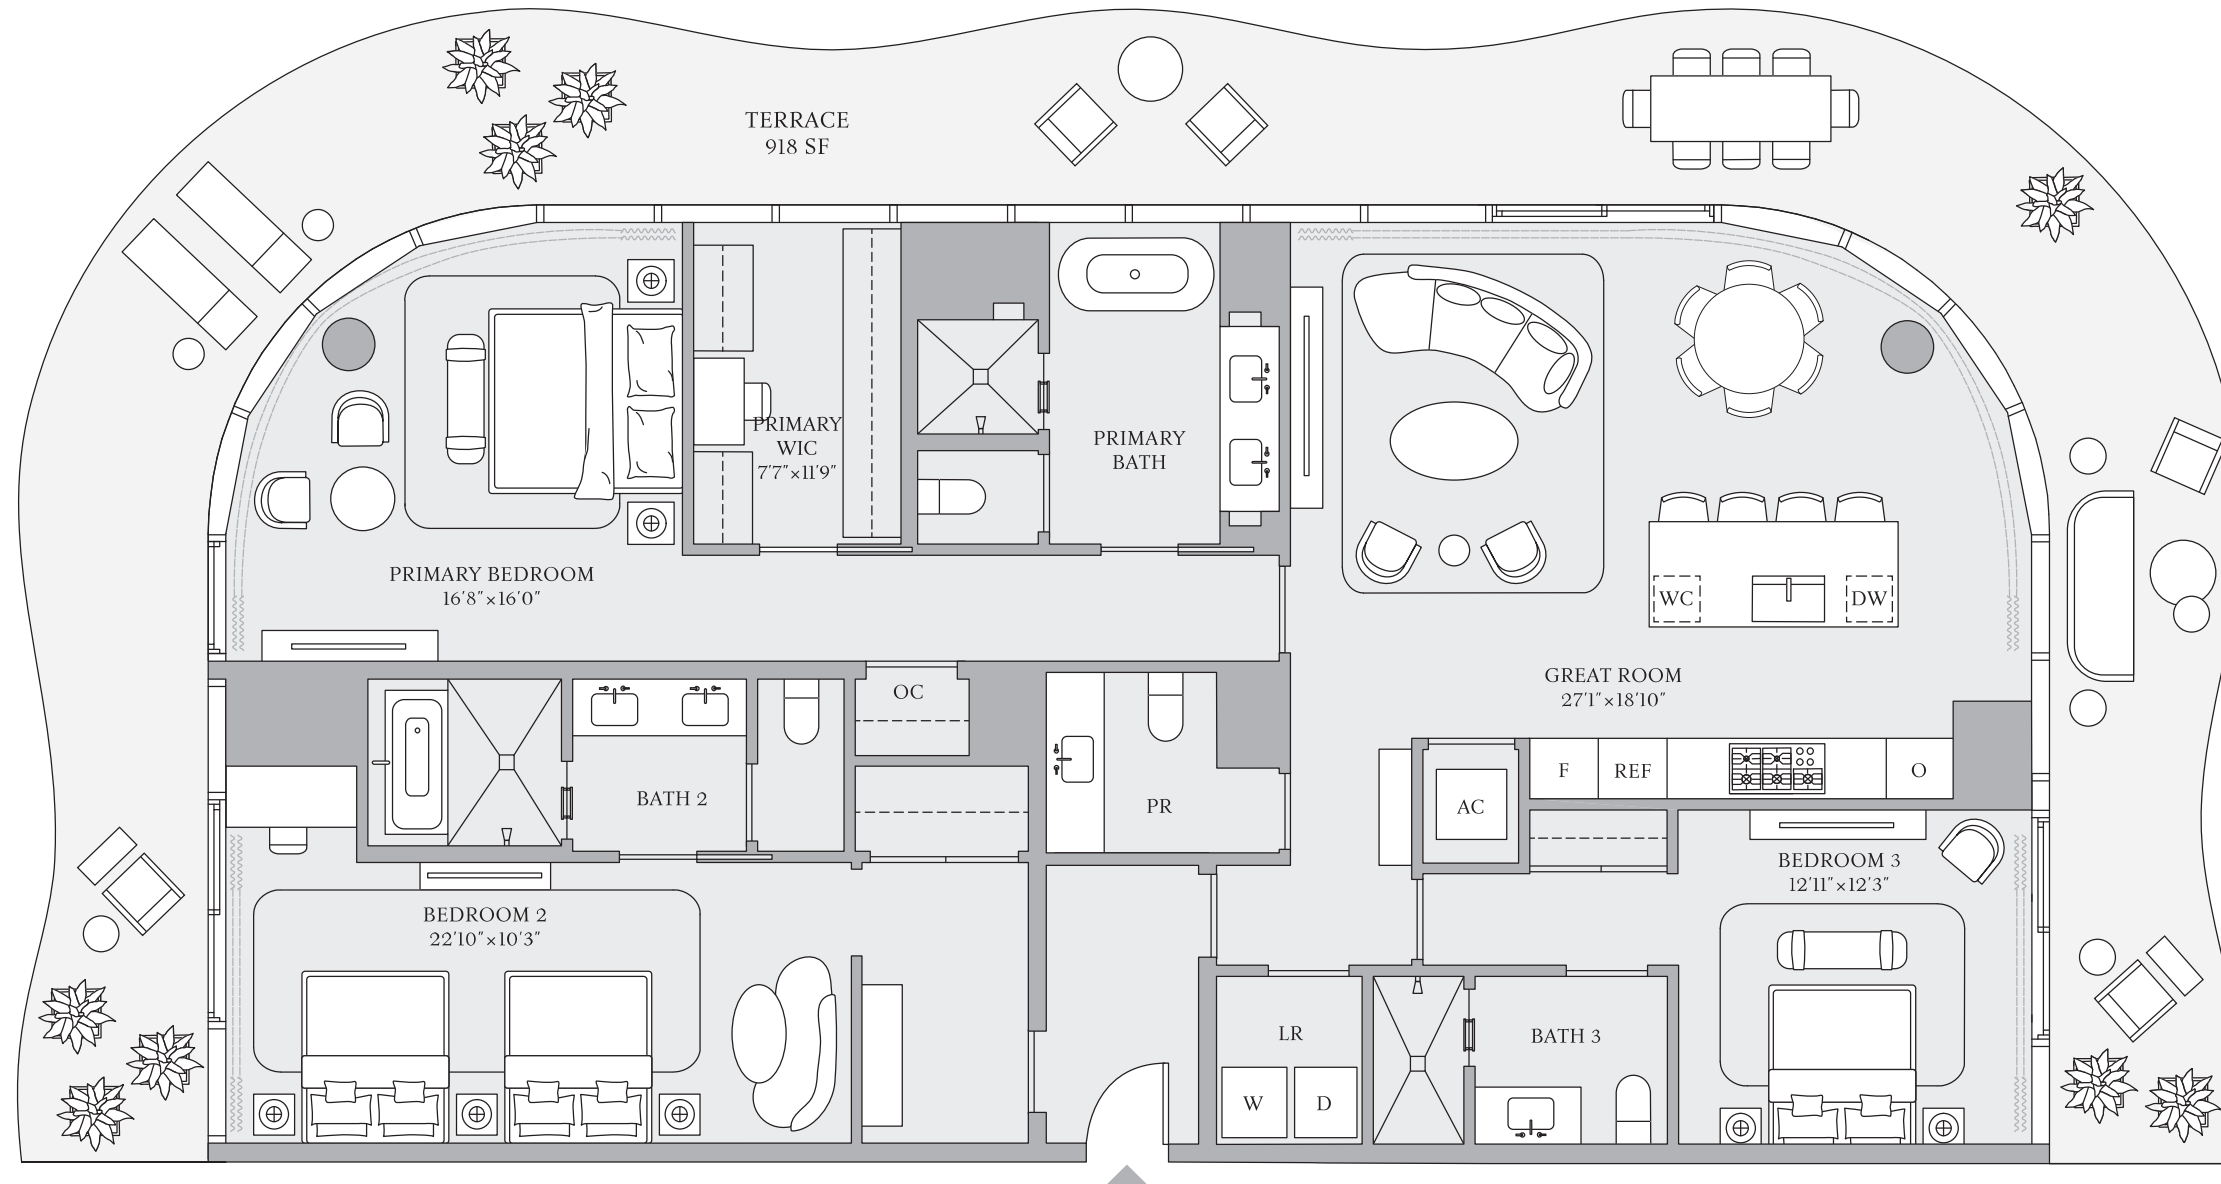 TERRACE
918 SF
PRIMARY
WIC
7'7"×11'9"
PRIMARY
BATH
PRIMARY BEDROOM
16'8"×16'0"
WC
DW
GREAT ROOM
27'1"×18'10"
OC
BATH 2
PR
AC
F
REF
O
BEDROOM 3
12'11"×12'3"
BEDROOM 2
22'10"×10'3"
LR
W
D
BATH 3